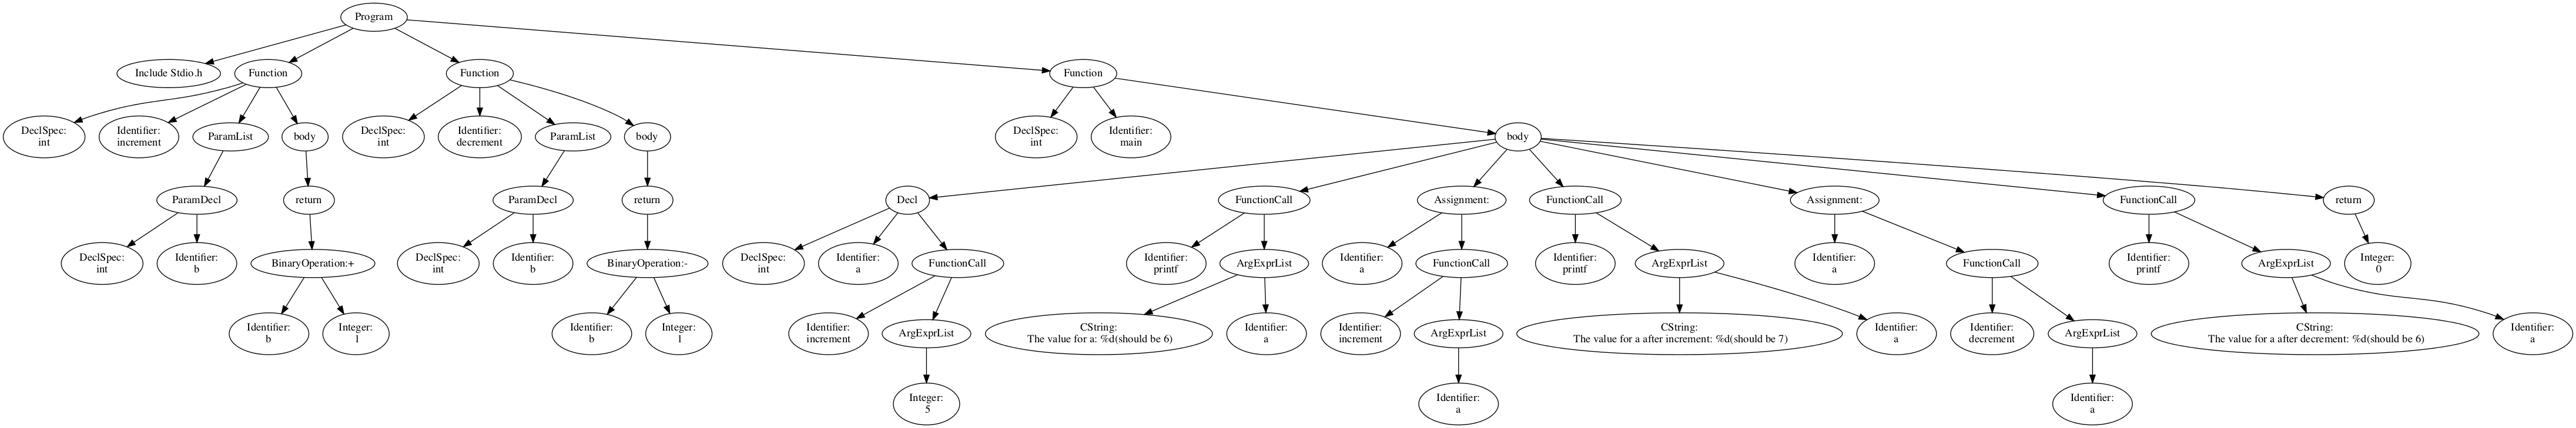 Program
Include Stdio.h
Function
Function
Function
DeclSpec:
int
Identifier:
increment
ParamList
body
DeclSpec:
int
Identifier:
decrement
ParamList
body
DeclSpec:
int
Identifier:
main
body
ParamDecl
return
ParamDecl
return
Decl
FunctionCall
Assignment:
FunctionCall
Assignment:
FunctionCall
return
DeclSpec:
int
Identifier:
b
BinaryOperation:+
DeclSpec:
int
Identifier:
b
BinaryOperation:-
DeclSpec:
int
Identifier:
a
FunctionCall
Identifier:
printf
ArgExprList
Identifier:
a
FunctionCall
Identifier:
printf
ArgExprList
Identifier:
a
FunctionCall
Identifier:
printf
ArgExprList
Integer:
0
Identifier:
b
Integer:
1
Identifier:
b
Integer:
1
Identifier:
increment
ArgExprList
CString:
The value for a: %d(should be 6)
Identifier:
a
Identifier:
increment
ArgExprList
CString:
The value for a after increment: %d(should be 7)
Identifier:
a
Identifier:
decrement
ArgExprList
CString:
The value for a after decrement: %d(should be 6)
Identifier:
a
Integer:
5
Identifier:
a
Identifier:
a